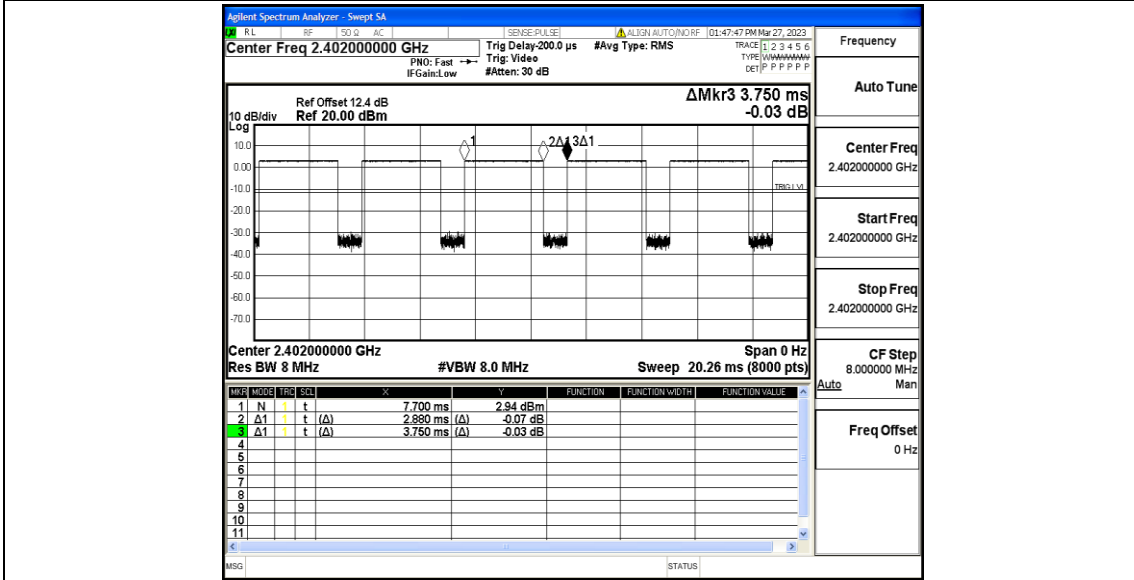 Agilent Spectrum Analyzer - Swept SA
RL RF 50 Ω AC SENSE:PULSE ALIGN AUTO/NO RF 01:47:47 PM Mar 27, 2023
Center Freq 2.402000000 GHz
PNO: Fast
IFGain:Low
Trig Delay-200.0 µs
Trig: Video
#Atten: 30 dB
#Avg Type: RMS
TRACE 1 2 3 4 5 6
TYPE WWWWWW
DET P P P P P P
ΔMkr3 3.750 ms
-0.03 dB
Ref Offset 12.4 dB
10 dB/div Ref 20.00 dBm
Log
1 2Δ1 3Δ1
10.0
0.00
TRIG LVL
-10.0
-20.0
-30.0
-40.0
-50.0
-60.0
-70.0
Center 2.402000000 GHz Span 0 Hz
Res BW 8 MHz #VBW 8.0 MHz Sweep 20.26 ms (8000 pts)
MKR MODE TRC SCL X Y FUNCTION FUNCTION WIDTH FUNCTION VALUE
1 N 1 t 7.700 ms 2.94 dBm
2 Δ1 1 t (Δ) 2.880 ms (Δ) -0.07 dB
3 Δ1 1 t (Δ) 3.750 ms (Δ) -0.03 dB
4
5
6
7
8
9
10
11
MSG STATUS
Frequency
Auto Tune
Center Freq
2.402000000 GHz
Start Freq
2.402000000 GHz
Stop Freq
2.402000000 GHz
CF Step
8.000000 MHz
Auto Man
Freq Offset
0 Hz